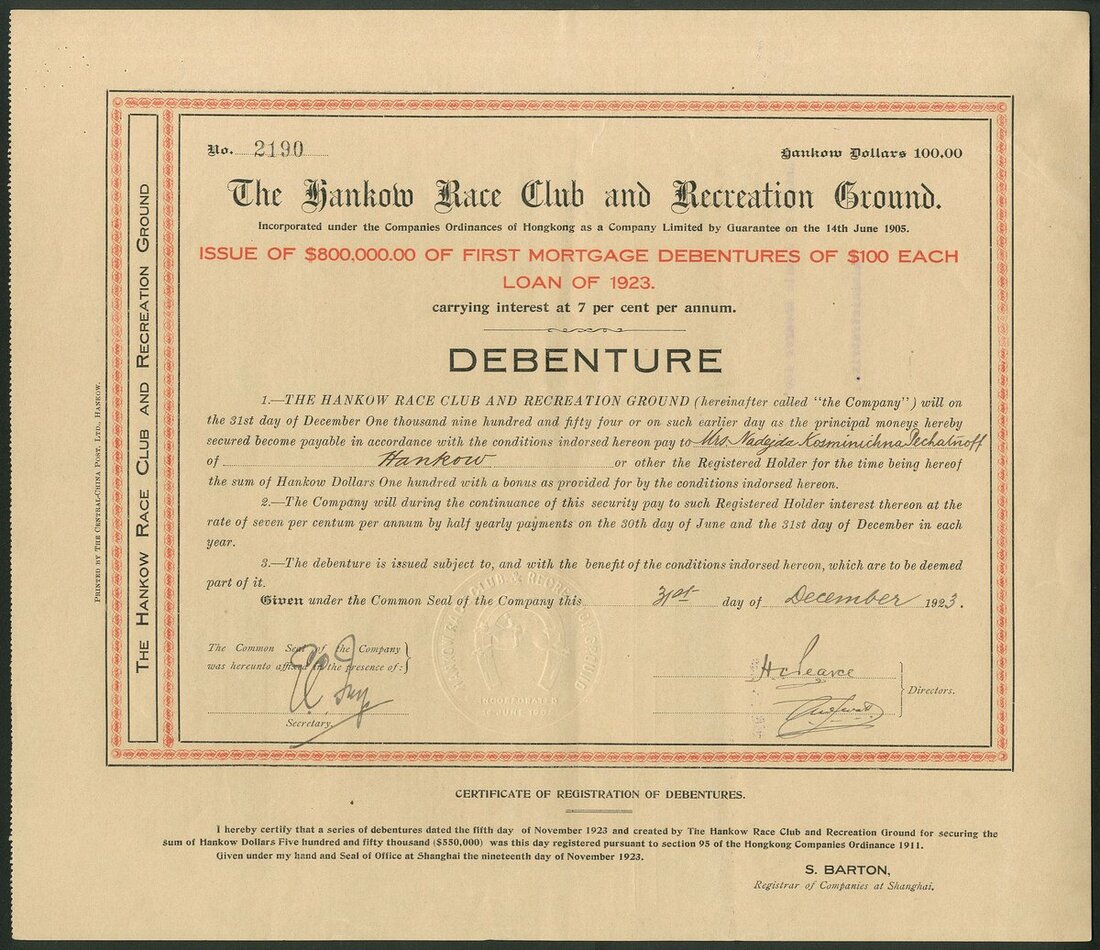 No. 2190
Hankow Dollars 100.00
The Hankow Race Club and Recreation Ground.
Incorporated under the Companies Ordinances of Hongkong as a Company Limited by Guarantee on the 14th June 1905.
ISSUE OF $800,000.00 OF FIRST MORTGAGE DEBENTURES OF $100 EACH
LOAN OF 1923.
carrying interest at 7 per cent per annum.
DEBENTURE
1.—THE HANKOW RACE CLUB AND RECREATION GROUND (hereinafter called "the Company") will on
the 31st day of December One thousand nine hundred and fifty four or on such earlier day as the principal moneys hereby
secured become payable in accordance with the conditions indorsed hereon pay to Mrs. Nadejda Kosminichna Pechatnoff
of Hankow or other the Registered Holder for the time being hereof
the sum of Hankow Dollars One hundred with a bonus as provided for by the conditions indorsed hereon.
2.—The Company will during the continuance of this security pay to such Registered Holder interest thereon at the
rate of seven per centum per annum by half yearly payments on the 30th day of June and the 31st day of December in each
year.
3.—The debenture is issued subject to, and with the benefit of the conditions indorsed hereon, which are to be deemed
part of it.
Given under the Common Seal of the Company this 31st day of December 1923.
The Common Seal of the Company
was hereunto affixed in the presence of:
Secretary.
HANKOW RACE CLUB & RECREATION GROUND
INCORPORATED
Directors.
THE HANKOW RACE CLUB AND RECREATION GROUND
PRINTED BY THE CENTRAL-CHINA POST, LTD., HANKOW.
CERTIFICATE OF REGISTRATION OF DEBENTURES.
I hereby certify that a series of debentures dated the fifth day of November 1923 and created by The Hankow Race Club and Recreation Ground for securing the
sum of Hankow Dollars Five hundred and fifty thousand ($550,000) was this day registered pursuant to section 95 of the Hongkong Companies Ordinance 1911.
Given under my hand and Seal of Office at Shanghai the nineteenth day of November 1923.
S. BARTON,
Registrar of Companies at Shanghai.